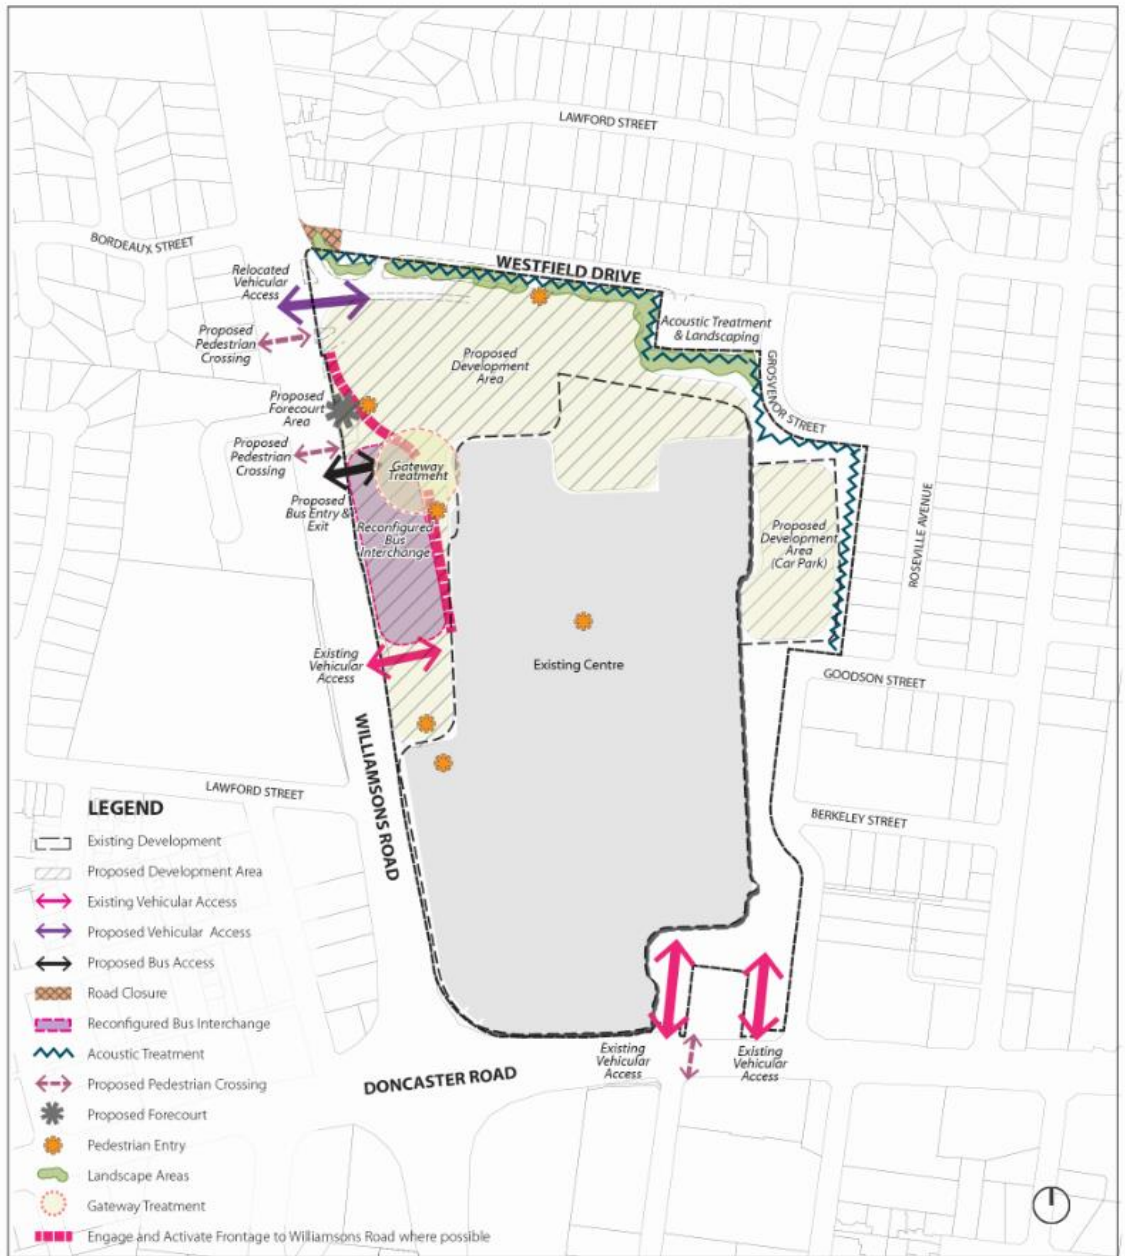 LAWFORD STREET
BORDEAUX STREET
WESTFIELD DRIVE
Relocated
Vehicular
Access
Proposed
Pedestrian
Crossing
Acoustic Treatment
& Landscaping
Proposed
Development
Area
GROSVENOR STREET
Proposed
Forecourt
Area
Proposed
Pedestrian
Crossing
Gateway
Treatment
Proposed
Bus Entry &
Exit
Reconfigured
Bus
Interchange
Proposed
Development
Area
(Car Park)
ROSEVILLE AVENUE
Existing
Vehicular
Access
Existing Centre
GOODSON STREET
WILLIAMSONS ROAD
LAWFORD STREET
BERKELEY STREET
LEGEND
Existing Development
Proposed Development Area
Existing Vehicular Access
Proposed Vehicular Access
Proposed Bus Access
Road Closure
Reconfigured Bus Interchange
Acoustic Treatment
Proposed Pedestrian Crossing
Proposed Forecourt
Pedestrian Entry
Landscape Areas
Gateway Treatment
Engage and Activate Frontage to Williamsons Road where possible
Existing
Vehicular
Access
Existing
Vehicular
Access
DONCASTER ROAD